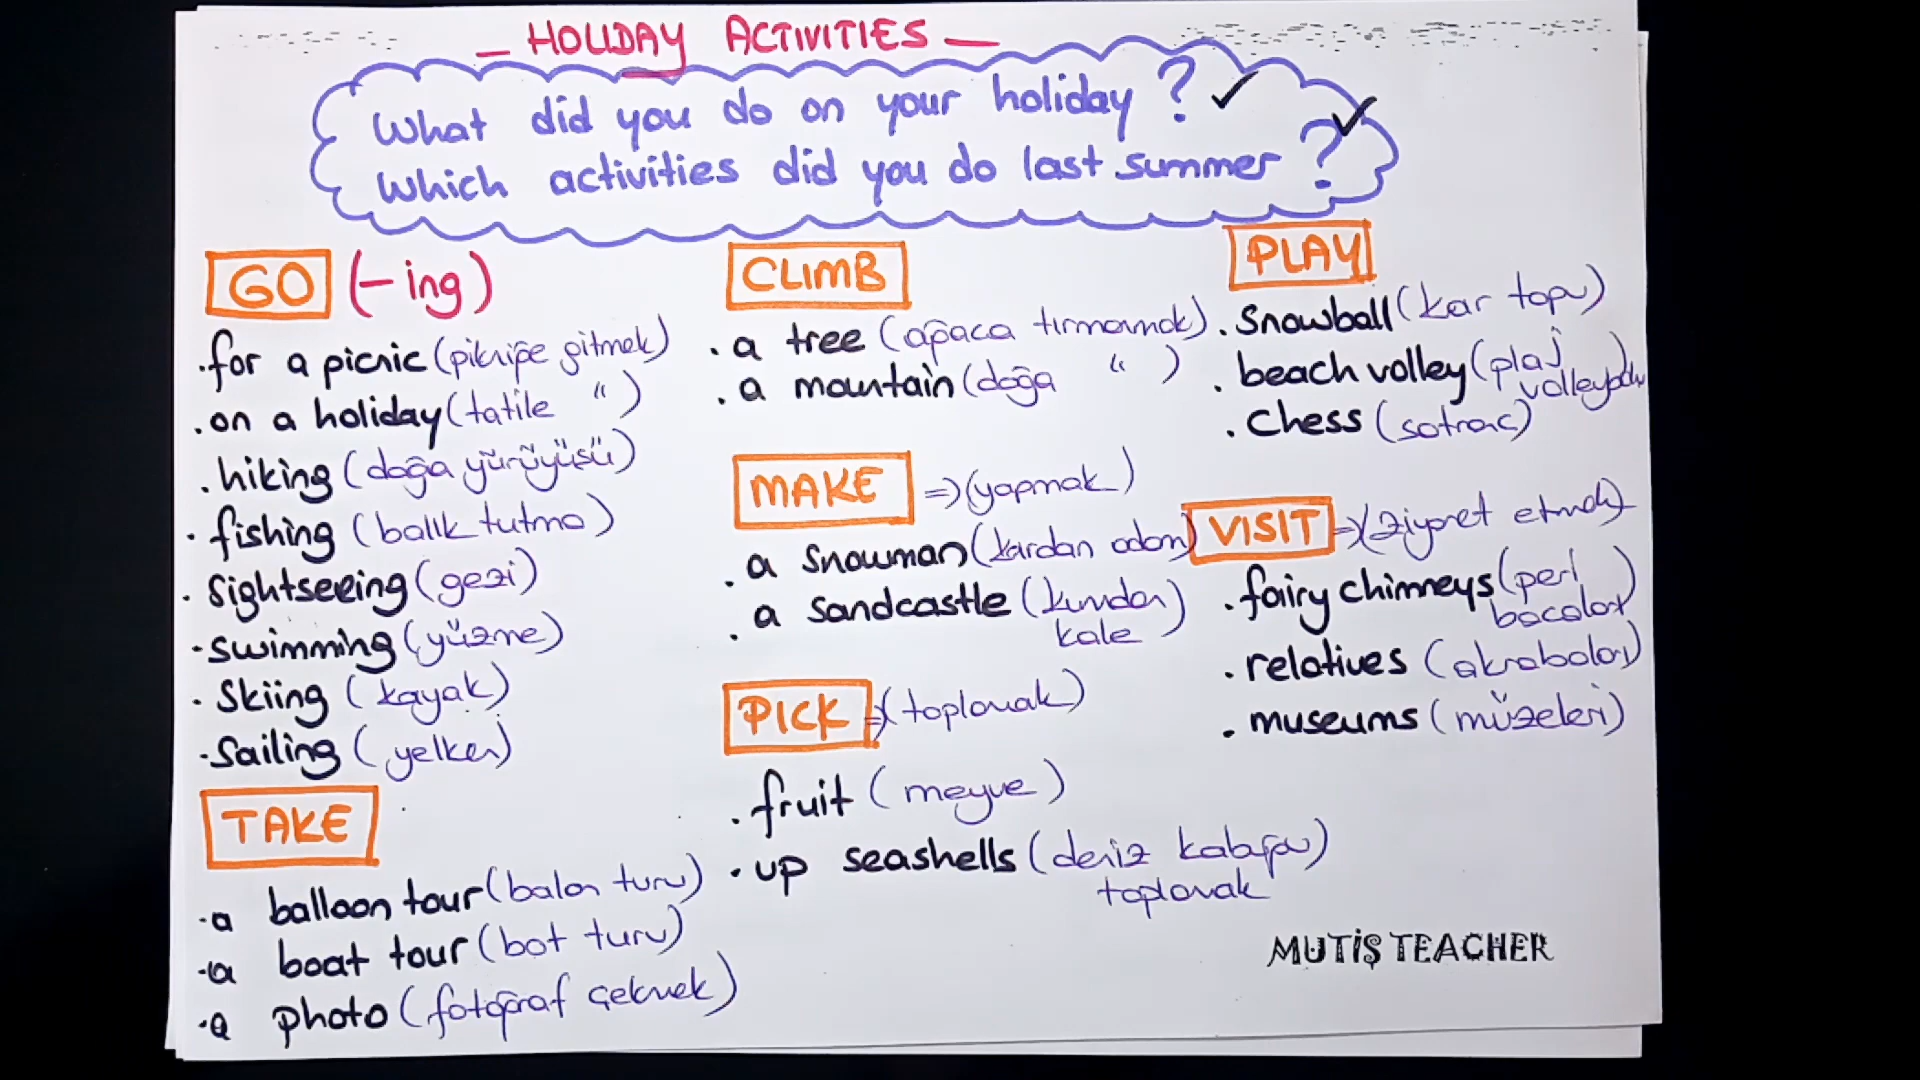 HOLIDAY ACTIVITIES
What did you do on your holiday?
Which activities did you do last summer?
GO (-ing)
for a picnic (pikniğe gitmek)
on a holiday (tatile " )
hiking (doğa yürüyüşü)
fishing (balık tutma)
sightseeing (gezi)
swimming (yüzme)
skiing (kayak)
sailing (yelken)
TAKE
a balloon tour (balon turu)
a boat tour (bot turu)
a photo (fotoğraf çekmek)
CLIMB
a tree (ağaca tırmanmak)
a mountain (doğa " )
MAKE => (yapmak)
a snowman (kardan adam)
a sandcastle (kumdan
kale)
PICK => (toplamak)
fruit (meyve)
up seashells (deniz kabuğu)
toplamak
PLAY
snowball (kar topu)
beach volley (plaj
volleybolu)
chess (satranç)
VISIT => (ziyaret etmek)
fairy chimneys (peri
bacaları)
relatives (akrabaları)
museums (müzeleri)
MUTİŞ TEACHER